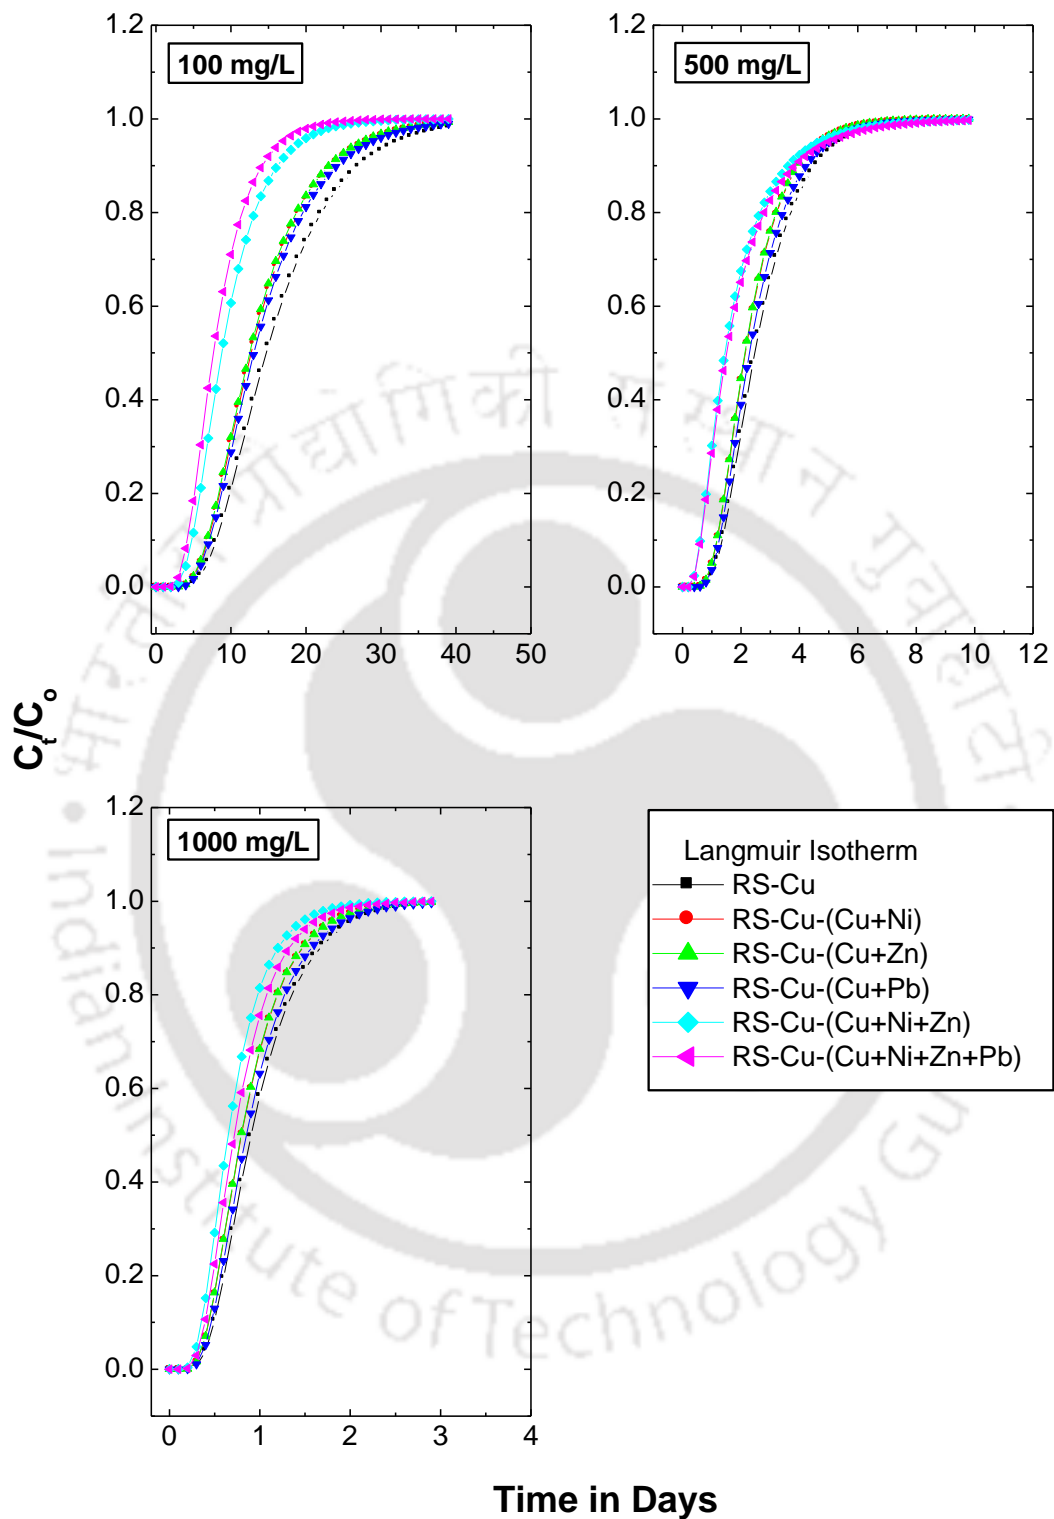 1.2
1.0
0.8
0.6
0.4
0.2
0.0
100 mg/L
0 10 20 30 40 50
1.2
1.0
0.8
0.6
0.4
0.2
0.0
500 mg/L
0 2 4 6 8 10 12
C_t/C_o
1.2
1.0
0.8
0.6
0.4
0.2
0.0
1000 mg/L
0 1 2 3 4
Langmuir Isotherm
RS-Cu
RS-Cu-(Cu+Ni)
RS-Cu-(Cu+Zn)
RS-Cu-(Cu+Pb)
RS-Cu-(Cu+Ni+Zn)
RS-Cu-(Cu+Ni+Zn+Pb)
Time in Days
Indian Institute of Technology